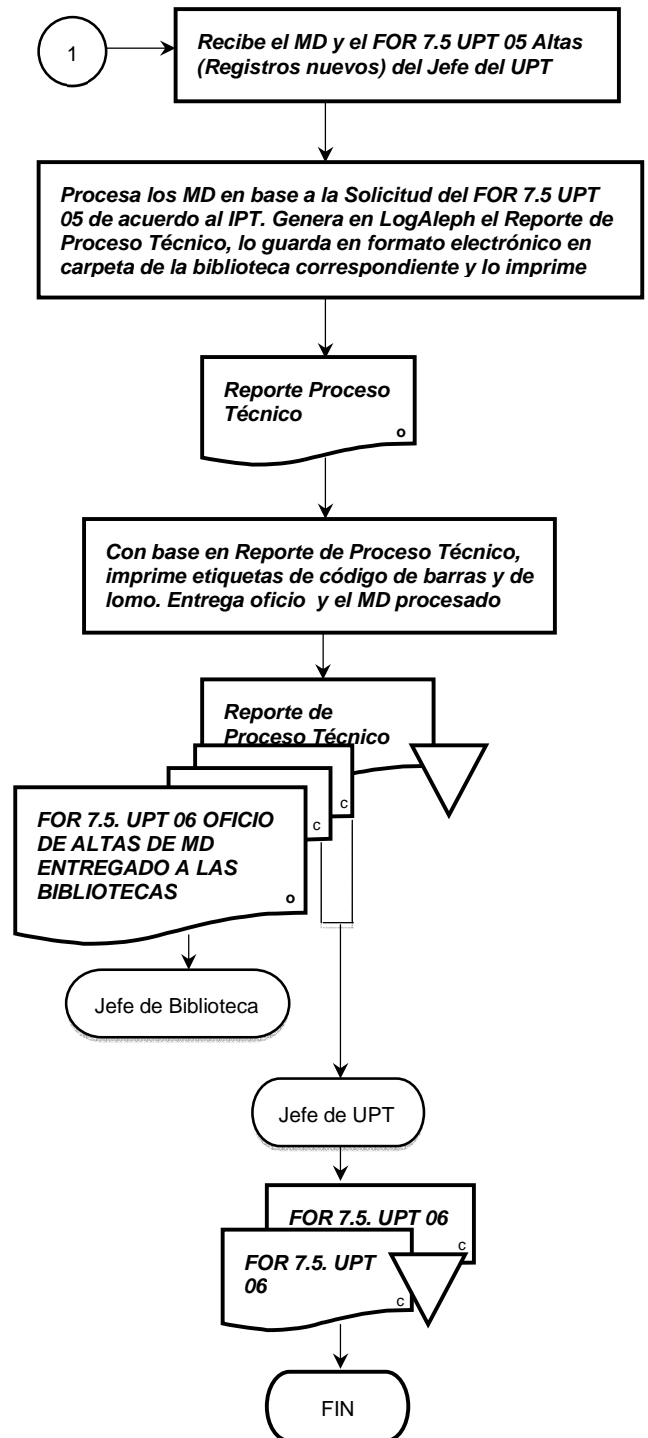 1
Recibe el MD y el FOR 7.5 UPT 05 Altas
(Registros nuevos) del Jefe del UPT
Procesa los MD en base a la Solicitud del FOR 7.5 UPT
05 de acuerdo al IPT. Genera en LogAleph el Reporte de
Proceso Técnico, lo guarda en formato electrónico en
carpeta de la biblioteca correspondiente y lo imprime
Reporte Proceso
Técnico
o
Con base en Reporte de Proceso Técnico,
imprime etiquetas de código de barras y de
lomo. Entrega oficio y el MD procesado
Reporte de
Proceso Técnico
c
c
FOR 7.5. UPT 06 OFICIO
DE ALTAS DE MD
ENTREGADO A LAS
BIBLIOTECAS
o
Jefe de Biblioteca
Jefe de UPT
FOR 7.5. UPT 06
c
FOR 7.5. UPT
06
c
FIN